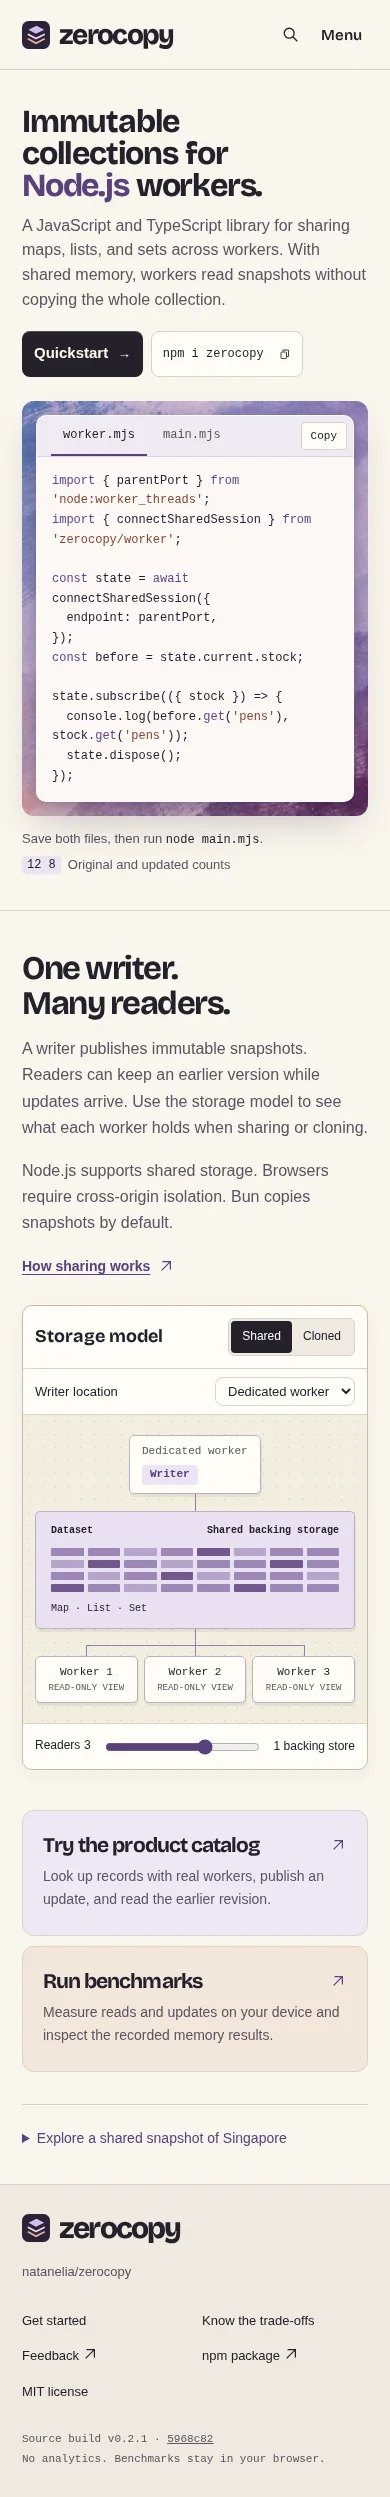 zerocopy
Menu
Immutable
collections for
Node.js workers.
A JavaScript and TypeScript library for sharing
maps, lists, and sets across workers. With
shared memory, workers read snapshots without
copying the whole collection.
Quickstart →
npm i zerocopy
worker.mjs main.mjs Copy
import { parentPort } from
'node:worker_threads';
import { connectSharedSession } from
'zerocopy/worker';
const state = await
connectSharedSession({
endpoint: parentPort,
});
const before = state.current.stock;
state.subscribe(({ stock }) => {
console.log(before.get('pens'),
stock.get('pens'));
state.dispose();
});
Save both files, then run node main.mjs.
12 8 Original and updated counts
One writer.
Many readers.
A writer publishes immutable snapshots.
Readers can keep an earlier version while
updates arrive. Use the storage model to see
what each worker holds when sharing or cloning.
Node.js supports shared storage. Browsers
require cross-origin isolation. Bun copies
snapshots by default.
How sharing works
Storage model
Shared Cloned
Writer location
Dedicated worker
Dedicated worker
Writer
Dataset Shared backing storage
Map · List · Set
Worker 1 Worker 2 Worker 3
READ-ONLY VIEW READ-ONLY VIEW READ-ONLY VIEW
Readers 3 1 backing store
Try the product catalog
Look up records with real workers, publish an
update, and read the earlier revision.
Run benchmarks
Measure reads and updates on your device and
inspect the recorded memory results.
Explore a shared snapshot of Singapore
zerocopy
natanelia/zerocopy
Get started Know the trade-offs
Feedback npm package
MIT license
Source build v0.2.1 · 5968c82
No analytics. Benchmarks stay in your browser.